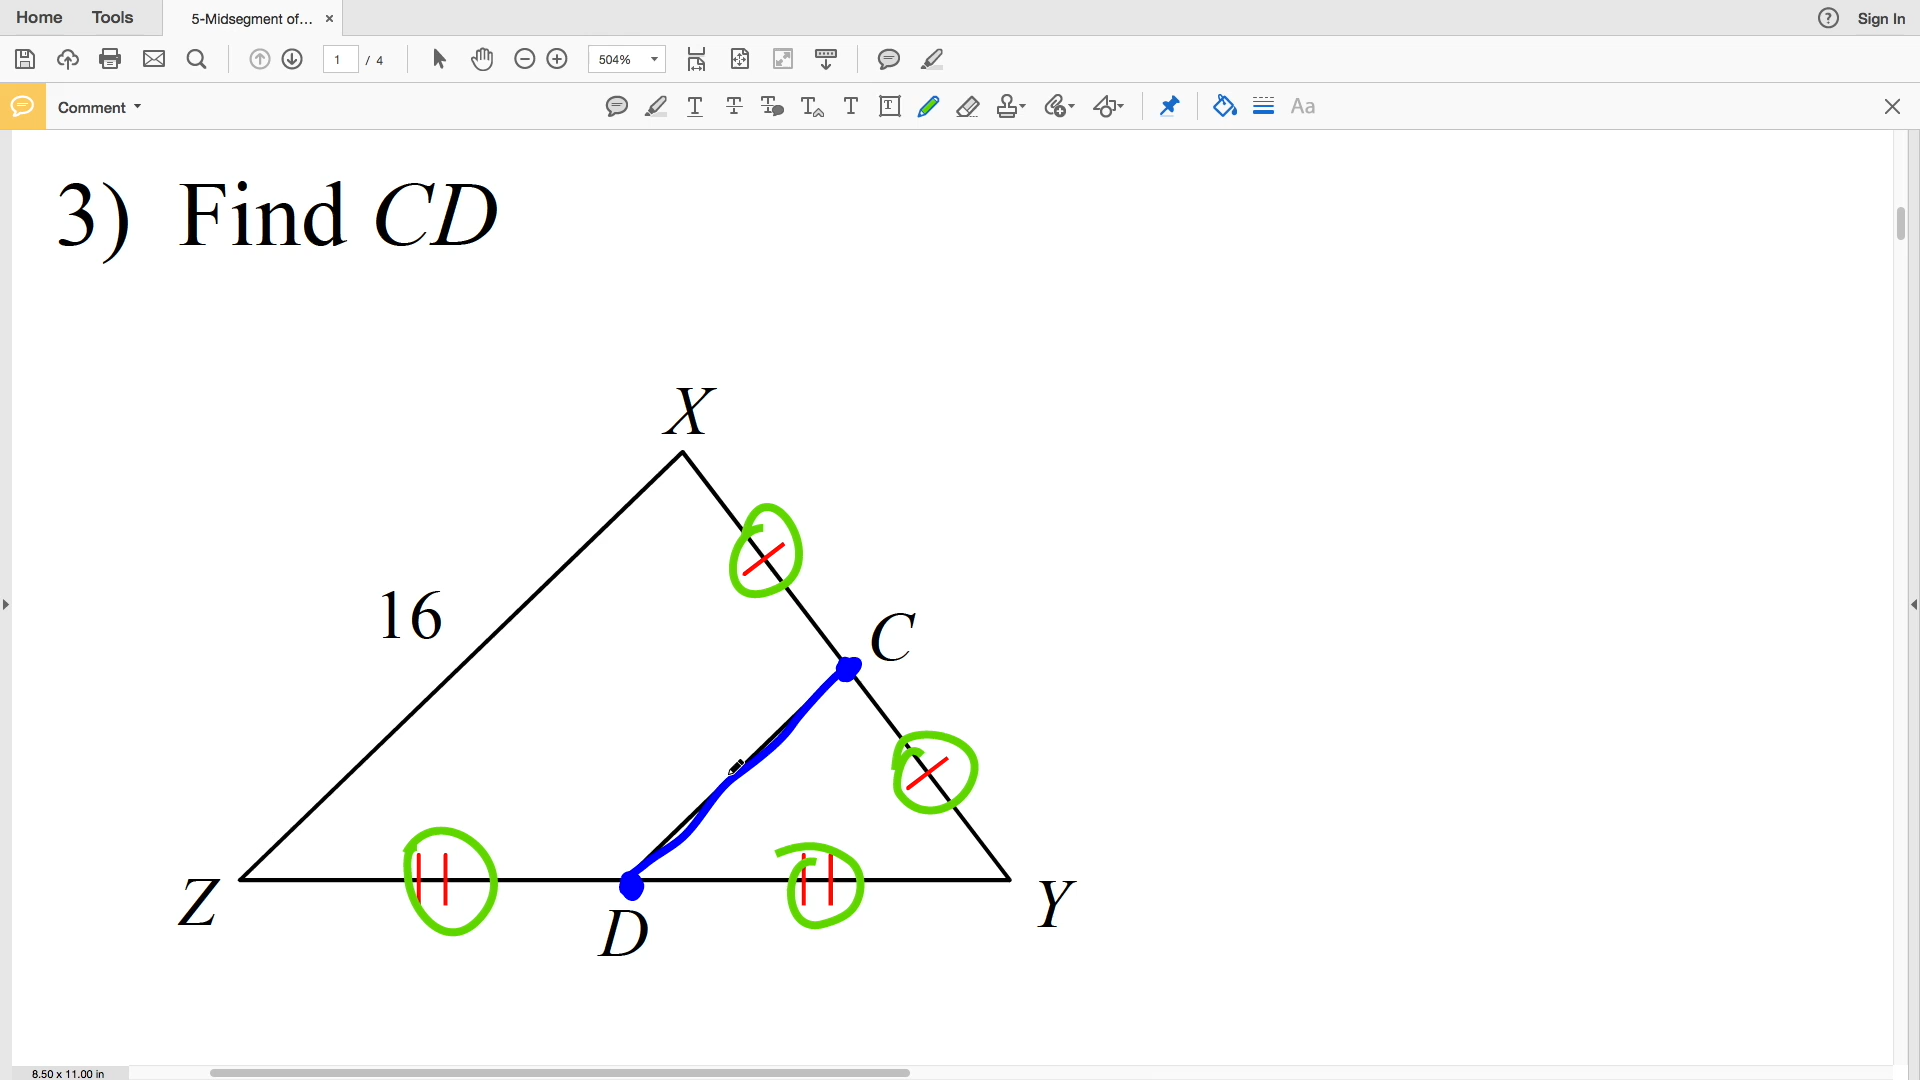 Home Tools 5-Midsegment of... × Sign In
1 / 4 504%
Comment Aa
3) Find CD
X
16
C
Z
D
Y
8.50 x 11.00 in